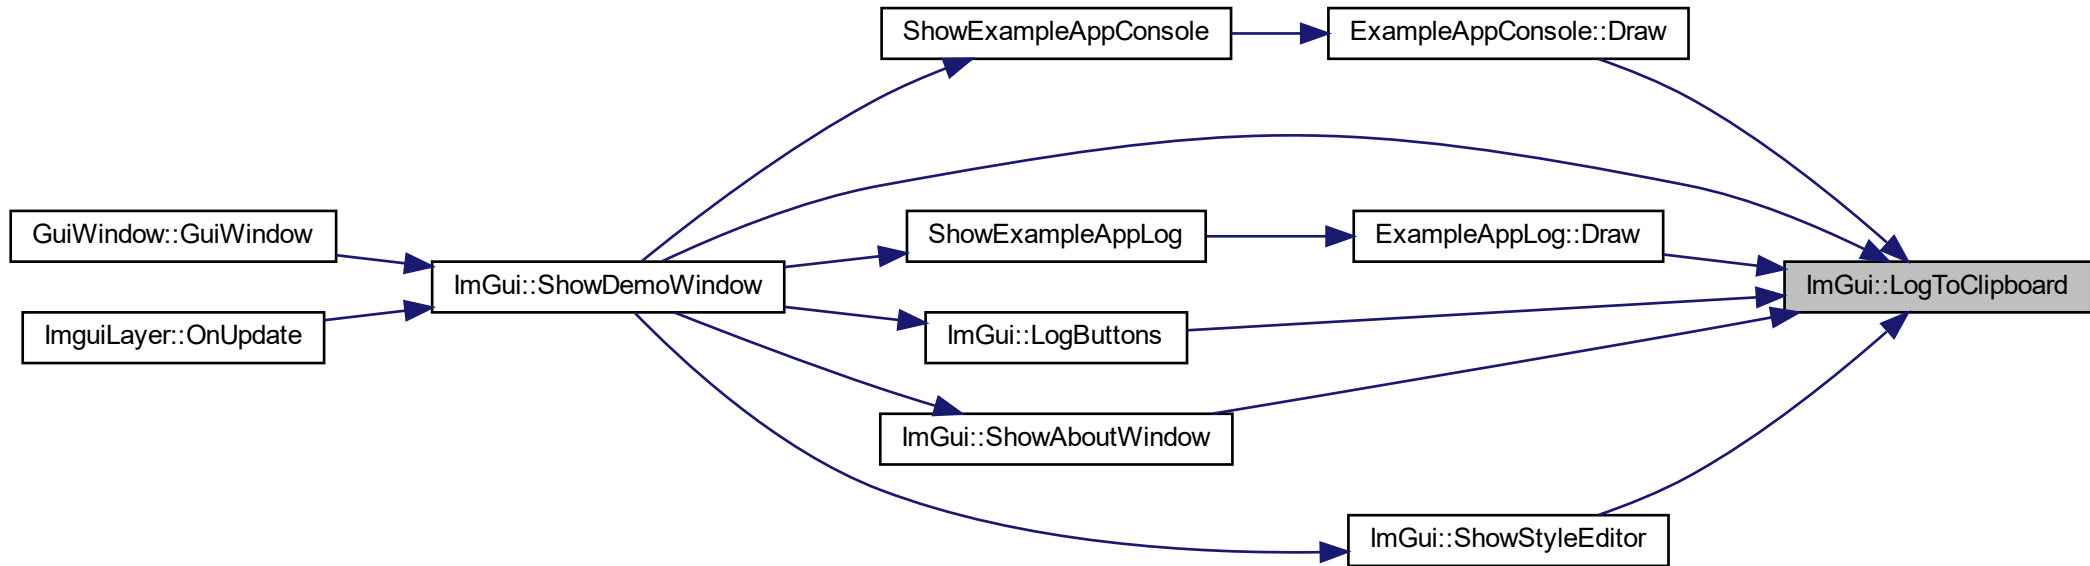 ShowExampleAppConsole
ExampleAppConsole::Draw
GuiWindow::GuiWindow
ShowExampleAppLog
ExampleAppLog::Draw
ImGui::ShowDemoWindow
ImGui::LogToClipboard
ImguiLayer::OnUpdate
ImGui::LogButtons
ImGui::ShowAboutWindow
ImGui::ShowStyleEditor